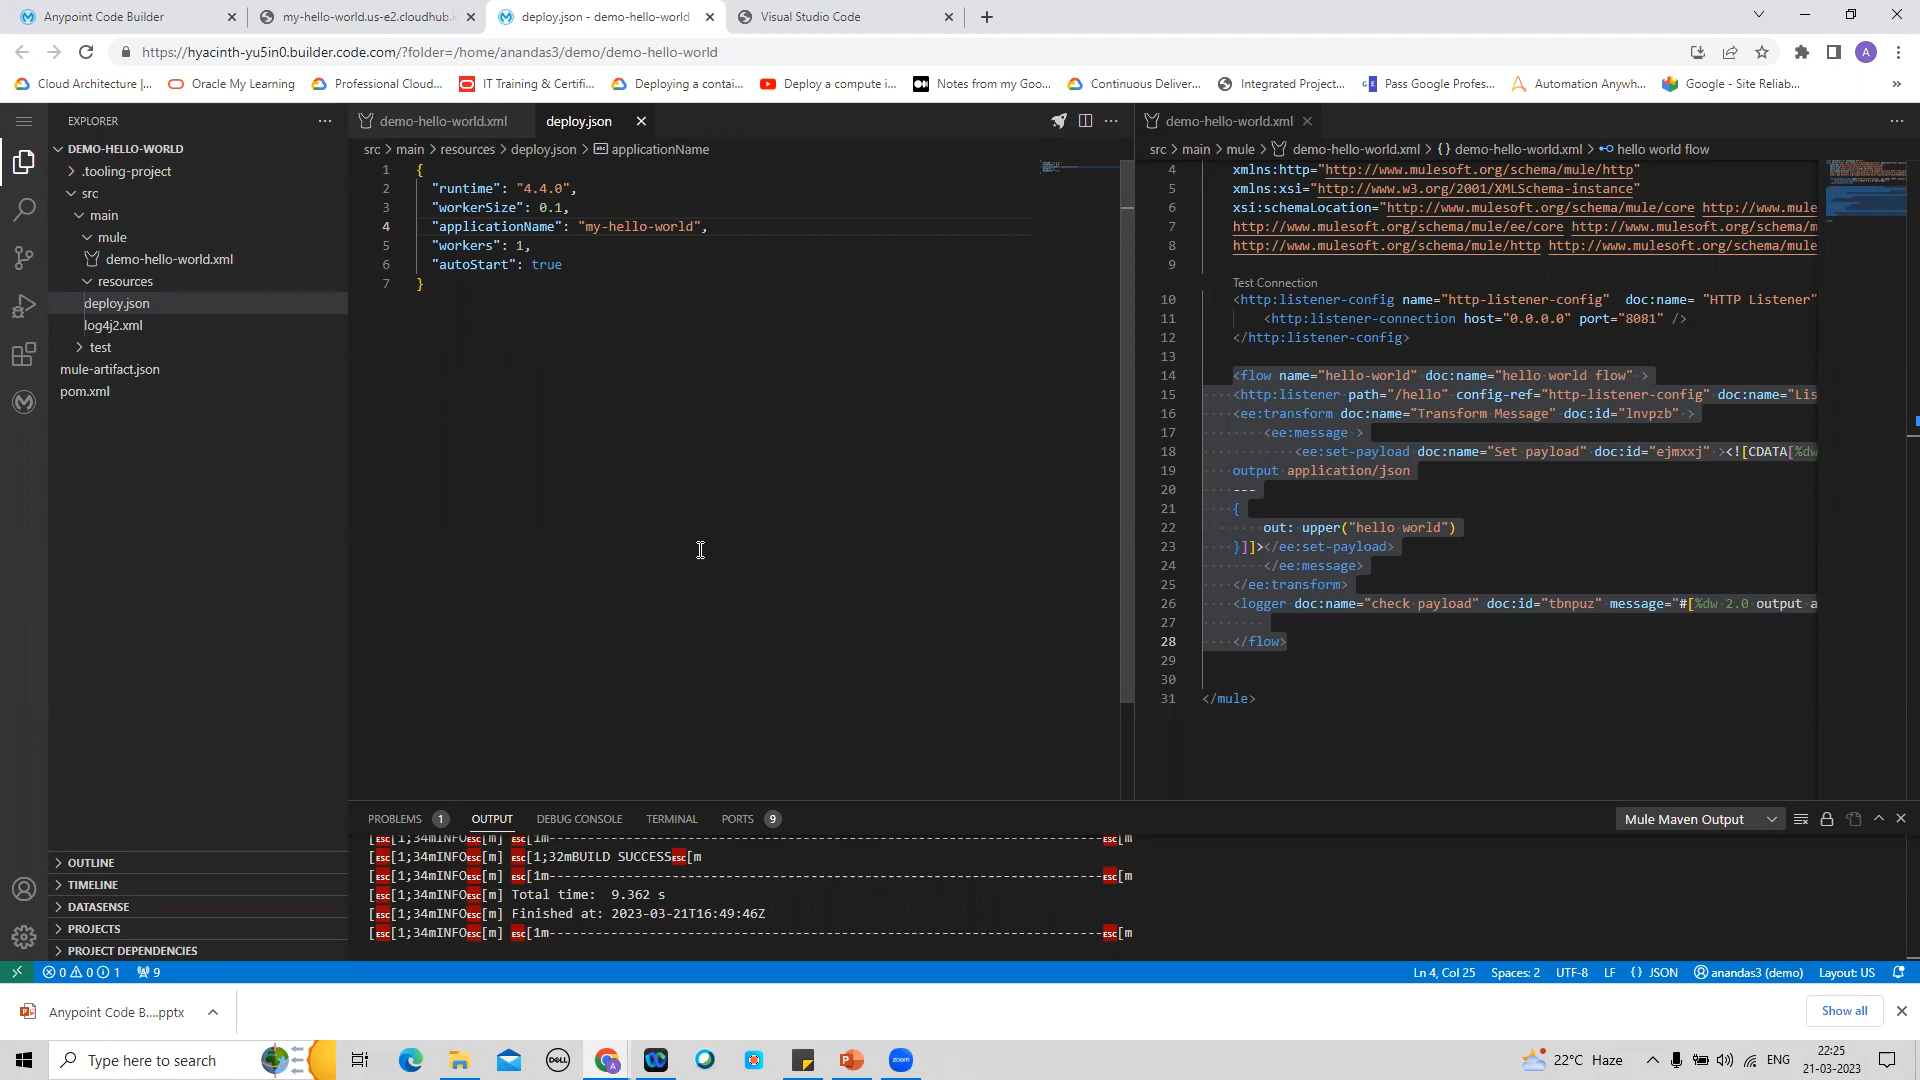 Anypoint Code Builder
my-hello-world.us-e2.cloudhub.i
deploy.json - demo-hello-world
Visual Studio Code
https://hyacinth-yu5in0.builder.code.com/?folder=/home/anandas3/demo/demo-hello-world
A
Cloud Architecture |...
Oracle My Learning
Professional Cloud...
IT Training & Certifi...
Deploying a contai...
Deploy a compute i...
Notes from my Goo...
Continuous Deliver...
Integrated Project...
Pass Google Profes...
Automation Anywh...
Google - Site Reliab...
EXPLORER
DEMO-HELLO-WORLD
.tooling-project
src
main
mule
demo-hello-world.xml
resources
deploy.json
log4j2.xml
test
mule-artifact.json
pom.xml
OUTLINE
TIMELINE
DATASENSE
PROJECTS
PROJECT DEPENDENCIES
demo-hello-world.xml
deploy.json
src > main > resources > deploy.json > abc applicationName
1 {
2 "runtime": "4.4.0",
3 "workerSize": 0.1,
4 "applicationName": "my-hello-world",
5 "workers": 1,
6 "autoStart": true
7 }
demo-hello-world.xml
src > main > mule > demo-hello-world.xml > {} demo-hello-world.xml > hello world flow
4 xmlns:http="http://www.mulesoft.org/schema/mule/http"
5 xmlns:xsi="http://www.w3.org/2001/XMLSchema-instance"
6 xsi:schemaLocation="http://www.mulesoft.org/schema/mule/core http://www.mule
7 http://www.mulesoft.org/schema/mule/ee/core http://www.mulesoft.org/schema/m
8 http://www.mulesoft.org/schema/mule/http http://www.mulesoft.org/schema/mule
9
Test Connection
10 <http:listener-config name="http-listener-config" doc:name= "HTTP Listener"
11 <http:listener-connection host="0.0.0.0" port="8081" />
12 </http:listener-config>
13
14 <flow name="hello-world" doc:name="hello world flow" >
15 <http:listener path="/hello" config-ref="http-listener-config" doc:name="Lis
16 <ee:transform doc:name="Transform Message" doc:id="lnvpzb" >
17 <ee:message >
18 <ee:set-payload doc:name="Set payload" doc:id="ejmxxj" ><![CDATA[%dw
19 output application/json
20 ---
21 {
22 out: upper("hello world")
23 }]]></ee:set-payload>
24 </ee:message>
25 </ee:transform>
26 <logger doc:name="check payload" doc:id="tbnpuz" message="#[%dw 2.0 output a
27
28 </flow>
29
30
31 </mule>
PROBLEMS 1
OUTPUT
DEBUG CONSOLE
TERMINAL
PORTS 9
Mule Maven Output
[ESC[1;34mINFOESC[m] ESC[1m------------------------------------------------------------------------ESC[m
[ESC[1;34mINFOESC[m] ESC[1;32mBUILD SUCCESSESC[m
[ESC[1;34mINFOESC[m] ESC[1m------------------------------------------------------------------------ESC[m
[ESC[1;34mINFOESC[m] Total time: 9.362 s
[ESC[1;34mINFOESC[m] Finished at: 2023-03-21T16:49:46Z
[ESC[1;34mINFOESC[m] ESC[1m------------------------------------------------------------------------ESC[m
0 0 1 9
Ln 4, Col 25
Spaces: 2
UTF-8
LF
{} JSON
anandas3 (demo)
Layout: US
Anypoint Code B....pptx
Show all
Type here to search
DELL
zoom
22°C Haze
ENG
22:25
21-03-2023